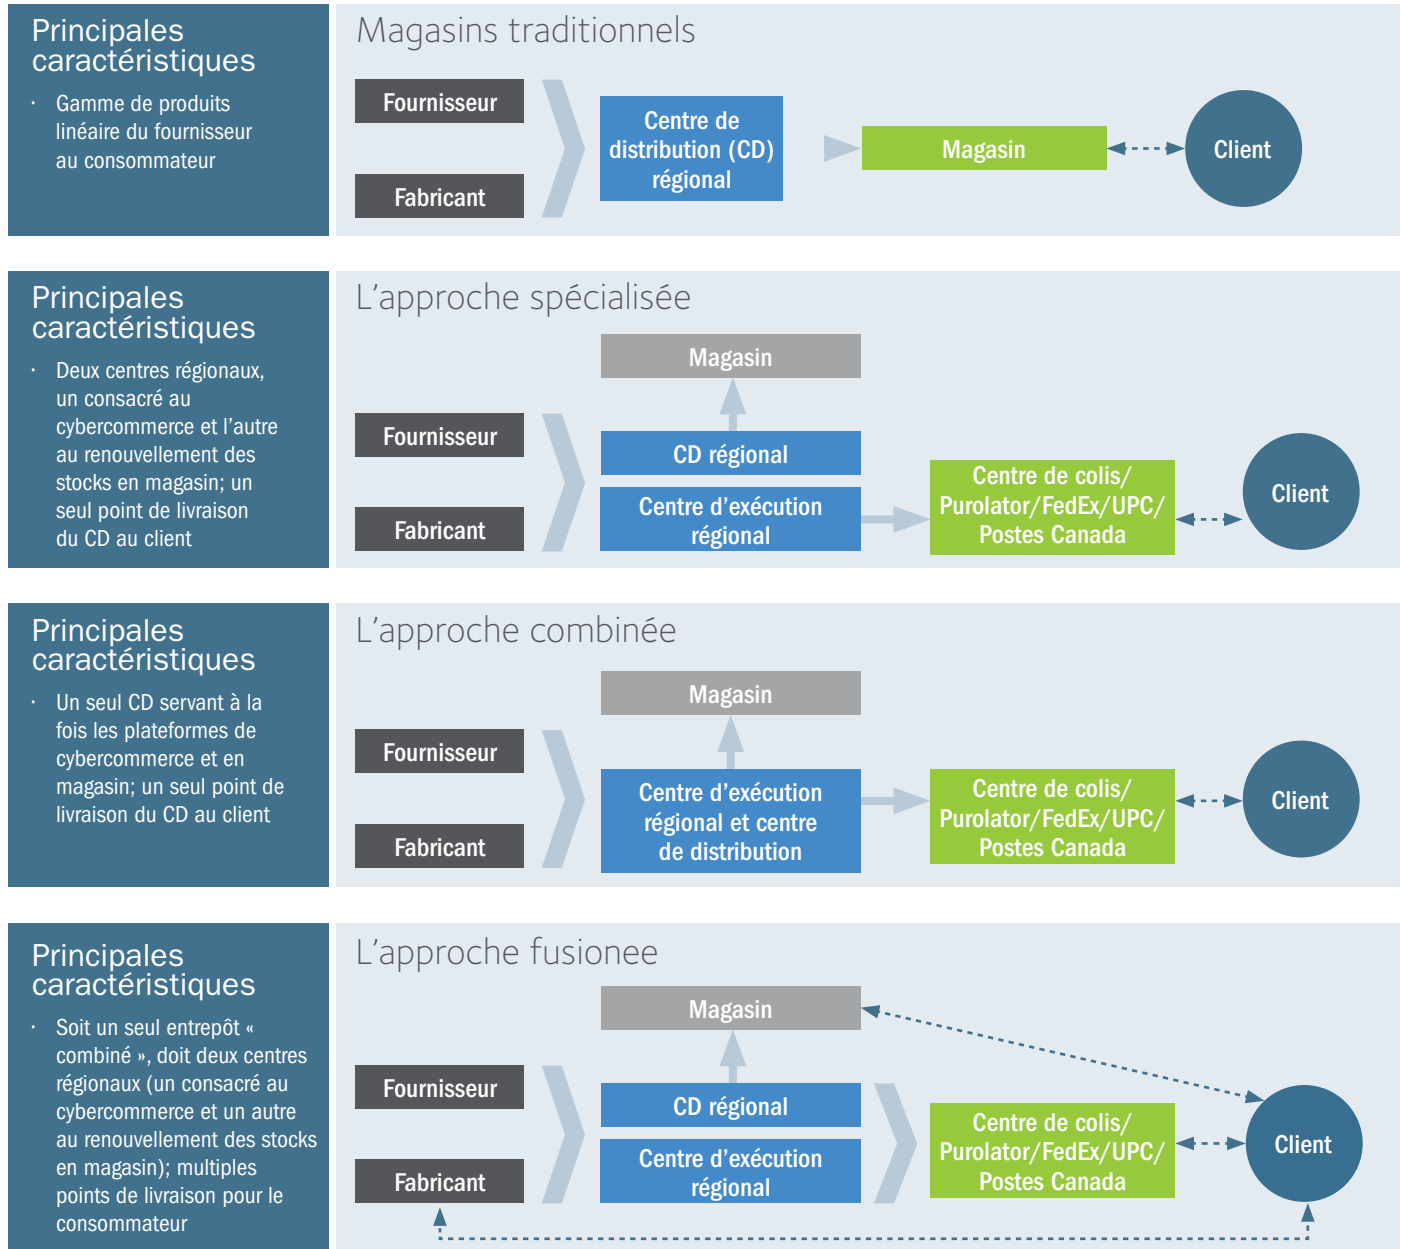 Principales
caractéristiques
· Gamme de produits
linéaire du fournisseur
au consommateur
Magasins traditionnels
Fournisseur
Fabricant
Centre de
distribution (CD)
régional
Magasin
Client
Principales
caractéristiques
· Deux centres régionaux,
un consacré au
cybercommerce et l’autre
au renouvellement des
stocks en magasin; un
seul point de livraison
du CD au client
L’approche spécialisée
Magasin
Fournisseur
Fabricant
CD régional
Centre d’exécution
régional
Centre de colis/
Purolator/FedEx/UPC/
Postes Canada
Client
Principales
caractéristiques
· Un seul CD servant à la
fois les plateformes de
cybercommerce et en
magasin; un seul point de
livraison du CD au client
L’approche combinée
Magasin
Fournisseur
Fabricant
Centre d’exécution
régional et centre
de distribution
Centre de colis/
Purolator/FedEx/UPC/
Postes Canada
Client
Principales
caractéristiques
· Soit un seul entrepôt «
combiné », doit deux centres
régionaux (un consacré au
cybercommerce et un autre
au renouvellement des stocks
en magasin); multiples
points de livraison pour le
consommateur
L’approche fusionee
Magasin
Fournisseur
Fabricant
CD régional
Centre d’exécution
régional
Centre de colis/
Purolator/FedEx/UPC/
Postes Canada
Client